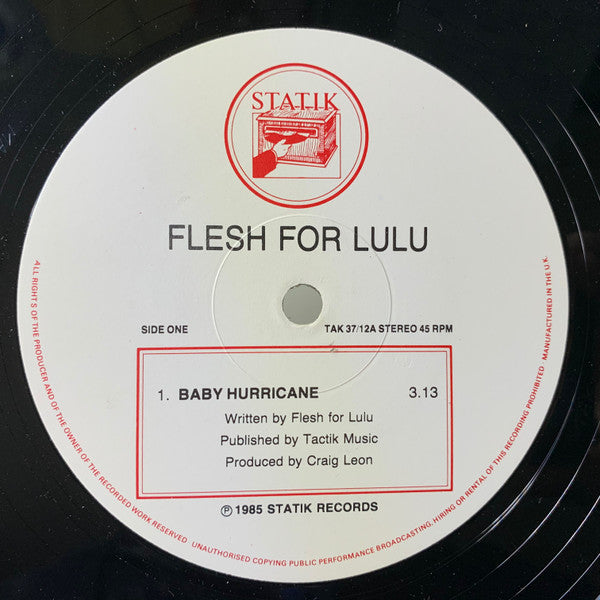 STATIK
FLESH FOR LULU
SIDE ONE
TAK 37/12A STEREO 45 RPM
1. BABY HURRICANE 3.13
Written by Flesh for Lulu
Published by Tactik Music
Produced by Craig Leon
Ⓟ 1985 STATIK RECORDS
ALL RIGHTS OF THE PRODUCER AND OF THE OWNER OF THE RECORDED WORK RESERVED UNAUTHORISED COPYING PUBLIC PERFORMANCE BROADCASTING, HIRING OR RENTAL OF THIS RECORDING PROHIBITED MANUFACTURED IN THE U.K.